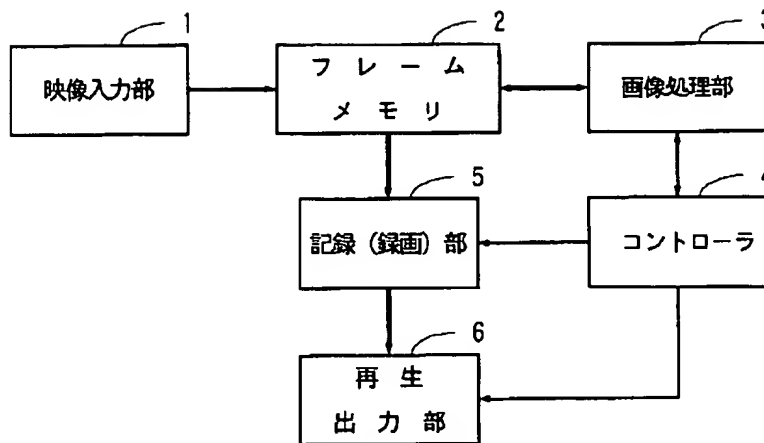 1
映像入力部
2
フレーム
メモリ
3
画像処理部
4
コントローラ
5
記録(録画)部
6
再生
出力部